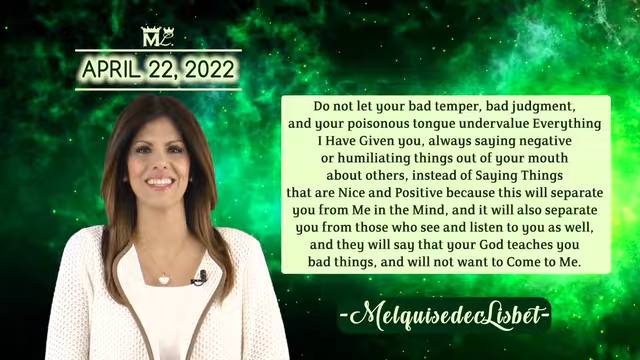 ML
APRIL 22, 2022
Do not let your bad temper, bad judgment,
and your poisonous tongue undervalue Everything
I Have Given you, always saying negative
or humiliating things out of your mouth
about others, instead of Saying Things
that are Nice and Positive because this will separate
you from Me in the Mind, and it will also separate
you from those who see and listen to you as well,
and they will say that your God teaches you
bad things, and will not want to Come to Me.
-MelquisedecLisbet-